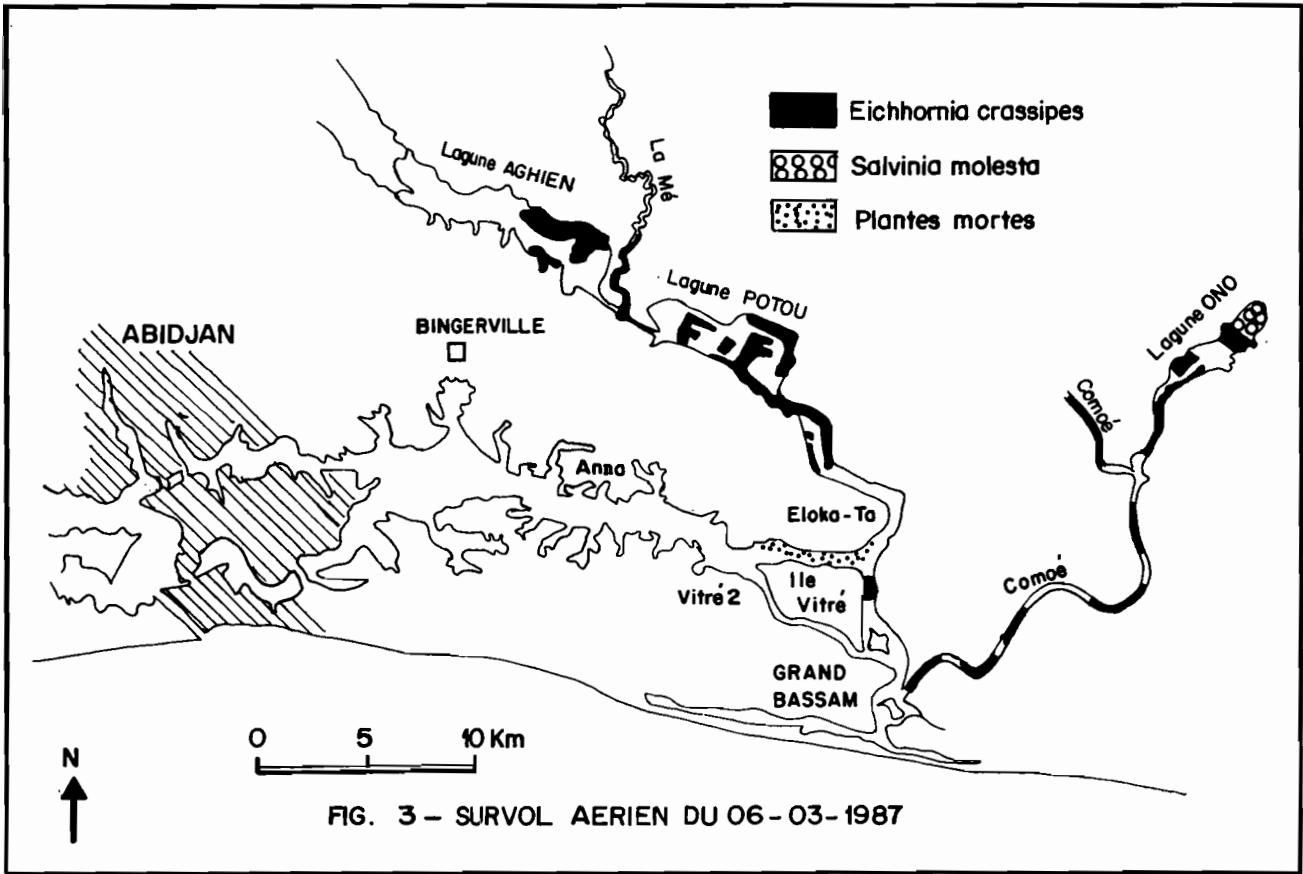 Eichhornia crassipes
Salvinia molesta
Plantes mortes
Lagune AGHIEN
La Mé
Lagune POTOU
Lagune ONO
ABIDJAN
BINGERVILLE
Comoé
Anna
Eloka-Ta
Ile
Vitré
Vitré 2
Comoé
GRAND
BASSAM
0 5 10 Km
N
FIG. 3 - SURVOL AERIEN DU 06-03-1987